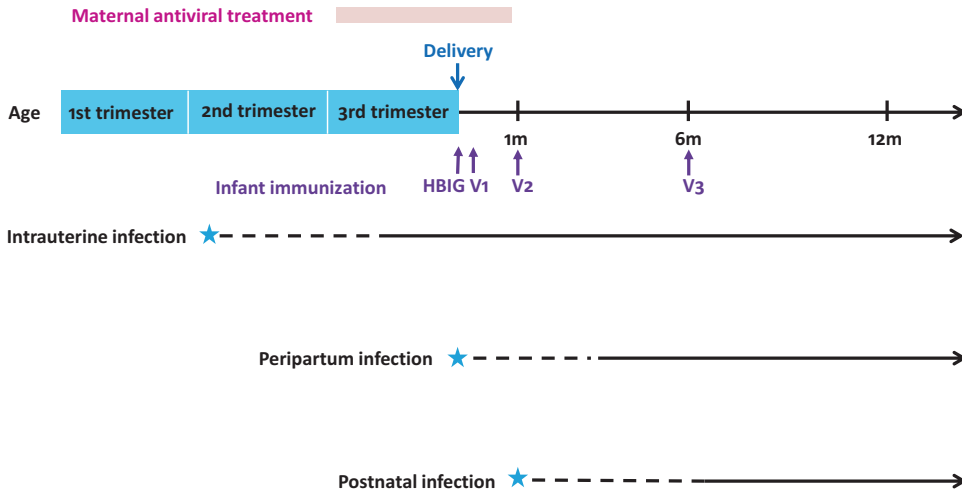 Maternal antiviral treatment
Delivery
Age
1st trimester
2nd trimester
3rd trimester
1m
6m
12m
Infant immunization
HBIG V1
V2
V3
Intrauterine infection
Peripartum infection
Postnatal infection